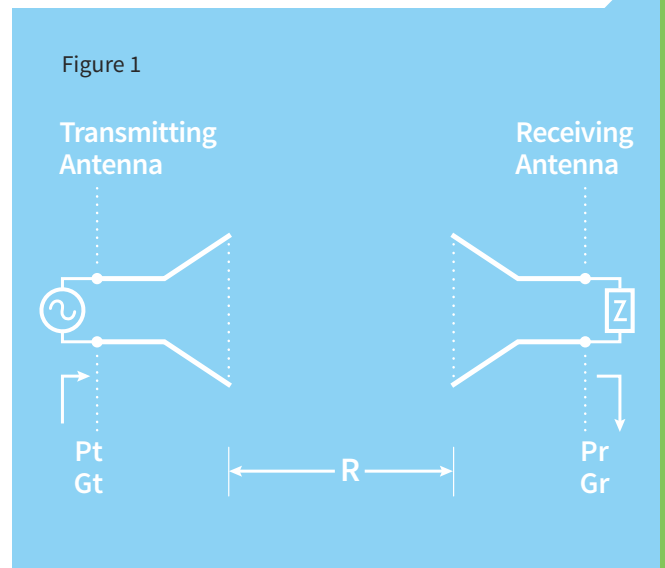 Figure 1
Transmitting
Antenna
Receiving
Antenna
Z
Pt
Gt
R
Pr
Gr